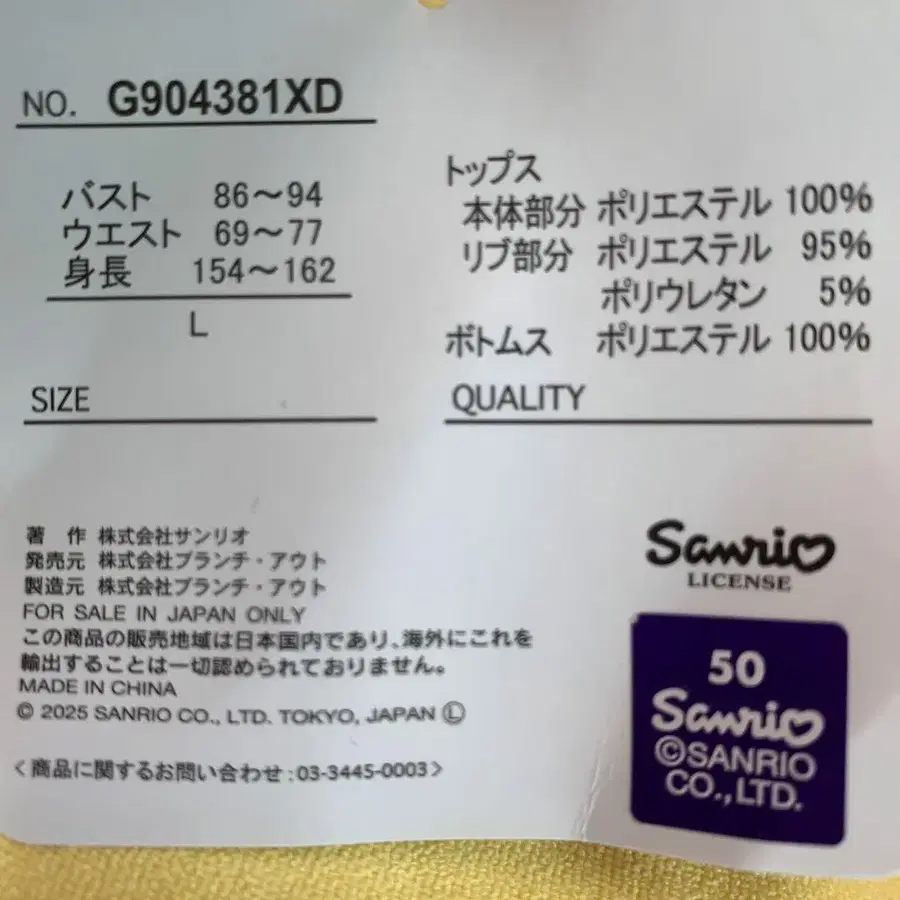 NO. G904381XD
バスト 86～94
ウエスト 69～77
身長 154～162
L
SIZE
トップス
本体部分 ポリエステル 100%
リブ部分 ポリエステル 95%
ポリウレタン 5%
ボトムス ポリエステル 100%
QUALITY
著 作 株式会社サンリオ
発売元 株式会社ブランチ・アウト
製造元 株式会社ブランチ・アウト
FOR SALE IN JAPAN ONLY
この商品の販売地域は日本国内であり、海外にこれを
輸出することは一切認められておりません。
MADE IN CHINA
© 2025 SANRIO CO., LTD. TOKYO, JAPAN Ⓛ
<商品に関するお問い合わせ:03-3445-0003>
Sanrio
LICENSE
50
Sanrio
©SANRIO
CO.,LTD.